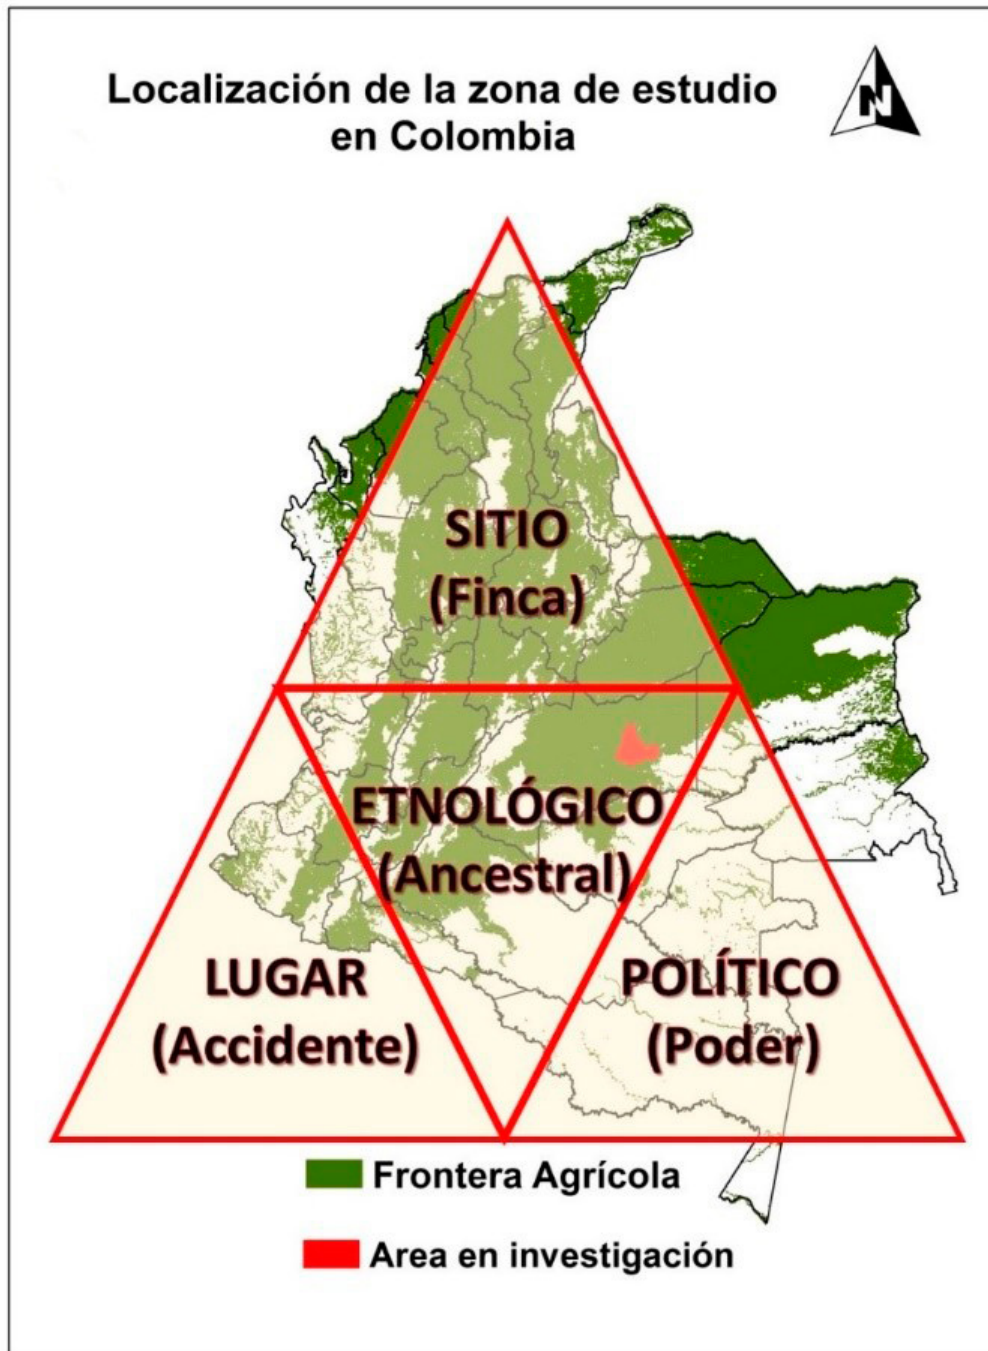 Localización de la zona de estudio
en Colombia
N
SITIO
(Finca)
ETNOLÓGICO
(Ancestral)
LUGAR
(Accidente)
POLÍTICO
(Poder)
Frontera Agrícola
Area en investigación